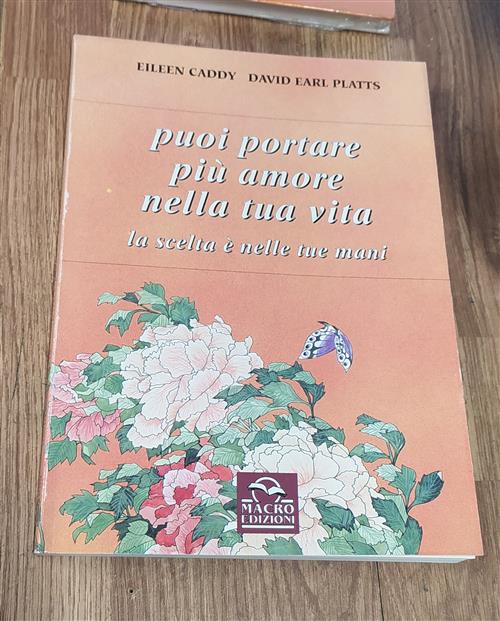 EILEEN CADDY DAVID EARL PLATTS
puoi portare
più amore
nella tua vita
la scelta è nelle tue mani
MACRO
EDIZIONI